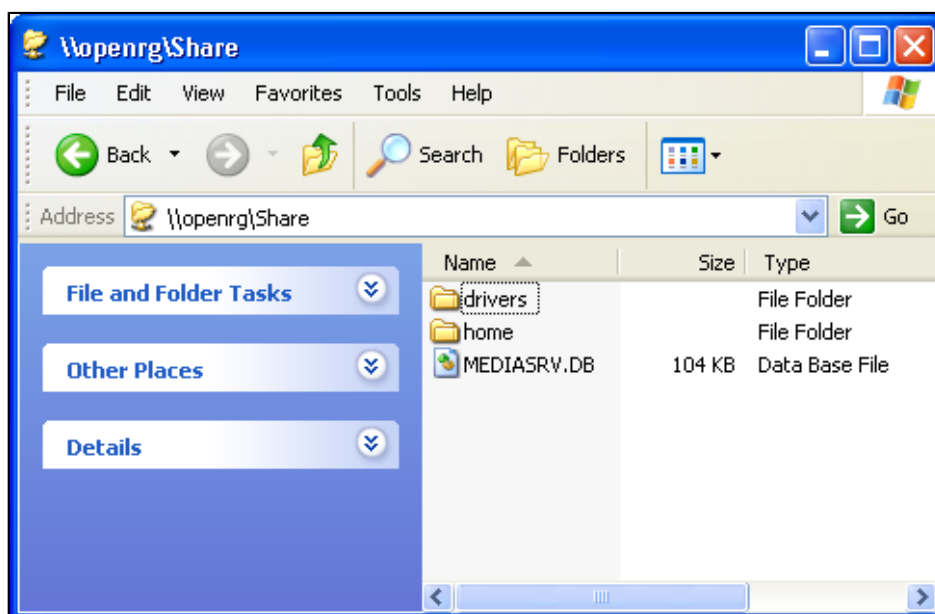 \\openrg\Share
File Edit View Favorites Tools Help
Back Search Folders
Address \\openrg\Share Go
Name Size Type
File and Folder Tasks
drivers File Folder
home File Folder
Other Places
MEDIASRV.DB 104 KB Data Base File
Details